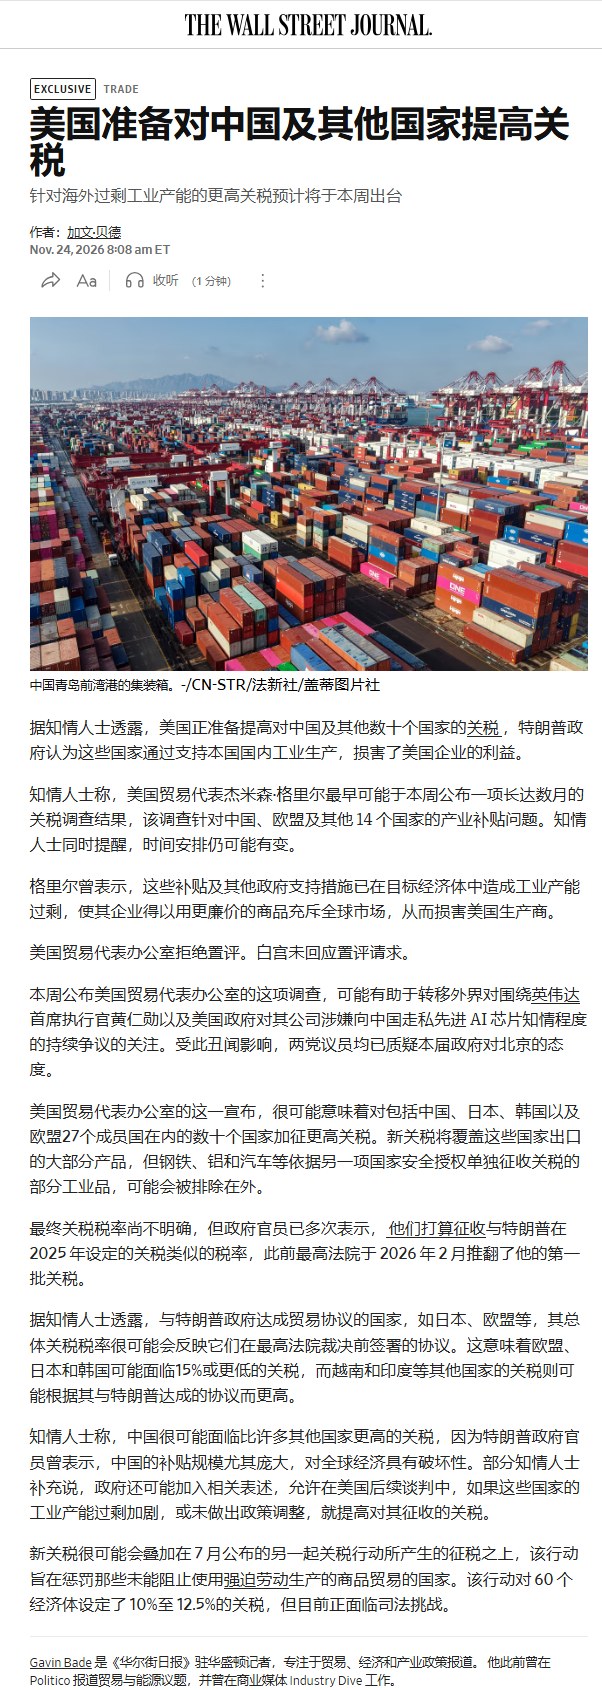 THE WALL STREET JOURNAL.
EXCLUSIVE TRADE
美国准备对中国及其他国家提高关
税
针对海外过剩工业产能的更高关税预计将于本周出台
作者：加文·贝德
Nov. 24, 2026 8:08 am ET
Aa 收听 （1 分钟）
中国青岛前湾港的集装箱。-/CN-STR/法新社/盖蒂图片社
据知情人士透露，美国正准备提高对中国及其他数十个国家的关税，特朗普政
府认为这些国家通过支持本国国内工业生产，损害了美国企业的利益。
知情人士称，美国贸易代表杰米森·格里尔最早可能于本周公布一项长达数月的
关税调查结果，该调查针对中国、欧盟及其他 14 个国家的产业补贴问题。知情
人士同时提醒，时间安排仍可能有变。
格里尔曾表示，这些补贴及其他政府支持措施已在目标经济体中造成工业产能
过剩，使其企业得以用更廉价的商品充斥全球市场，从而损害美国生产商。
美国贸易代表办公室拒绝置评。白宫未回应置评请求。
本周公布美国贸易代表办公室的这项调查，可能有助于转移外界对围绕英伟达
首席执行官黄仁勋以及美国政府对其公司涉嫌向中国走私先进 AI 芯片知情程度
的持续争议的关注。受此丑闻影响，两党议员均已质疑本届政府对北京的态
度。
美国贸易代表办公室的这一宣布，很可能意味着对包括中国、日本、韩国以及
欧盟27个成员国在内的数十个国家加征更高关税。新关税将覆盖这些国家出口
的大部分产品，但钢铁、铝和汽车等依据另一项国家安全授权单独征收关税的
部分工业品，可能会被排除在外。
最终关税税率尚不明确，但政府官员已多次表示，他们打算征收与特朗普在
2025 年设定的关税类似的税率，此前最高法院于 2026 年 2 月推翻了他的第一
批关税。
据知情人士透露，与特朗普政府达成贸易协议的国家，如日本、欧盟等，其总
体关税税率很可能会反映它们在最高法院裁决前签署的协议。这意味着欧盟、
日本和韩国可能面临15%或更低的关税，而越南和印度等其他国家的关税则可
能根据其与特朗普达成的协议而更高。
知情人士称，中国很可能面临比许多其他国家更高的关税，因为特朗普政府官
员曾表示，中国的补贴规模尤其庞大，对全球经济具有破坏性。部分知情人士
补充说，政府还可能加入相关表述，允许在美国后续谈判中，如果这些国家的
工业产能过剩加剧，或未做出政策调整，就提高对其征收的关税。
新关税很可能会叠加在 7 月公布的另一起关税行动所产生的征税之上，该行动
旨在惩罚那些未能阻止使用强迫劳动生产的商品贸易的国家。该行动对 60 个
经济体设定了 10%至 12.5%的关税，但目前正面临司法挑战。
Gavin Bade 是《华尔街日报》驻华盛顿记者，专注于贸易、经济和产业政策报道。 他此前曾在
Politico 报道贸易与能源议题，并曾在商业媒体 Industry Dive 工作。